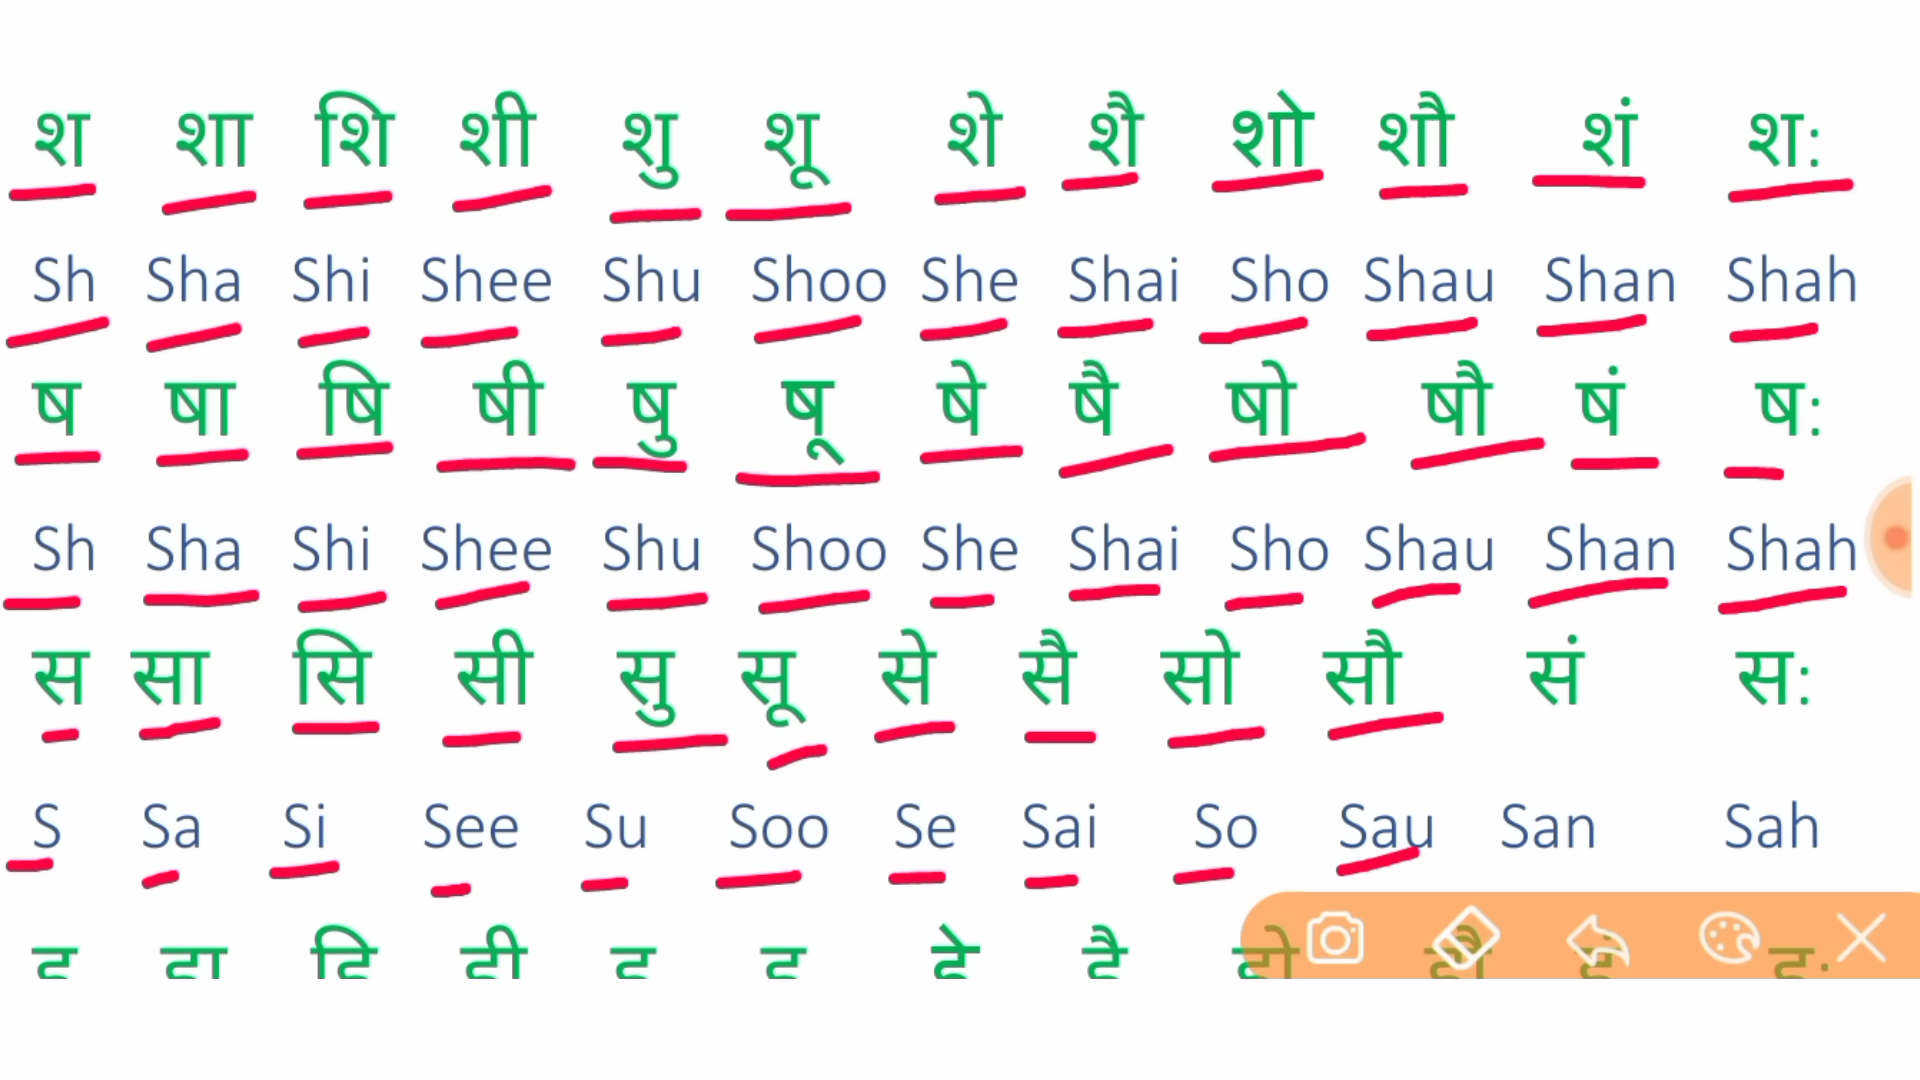 श शा शि शी शु शू शे शै शो शौ शं श:
Sh Sha Shi Shee Shu Shoo She Shai Sho Shau Shan Shah
ष षा षि षी षु षू षे षै षो षौ षं ष:
Sh Sha Shi Shee Shu Shoo She Shai Sho Shau Shan Shah
स सा सि सी सु सू से सै सो सौ सं स:
S Sa Si See Su Soo Se Sai So Sau San Sah